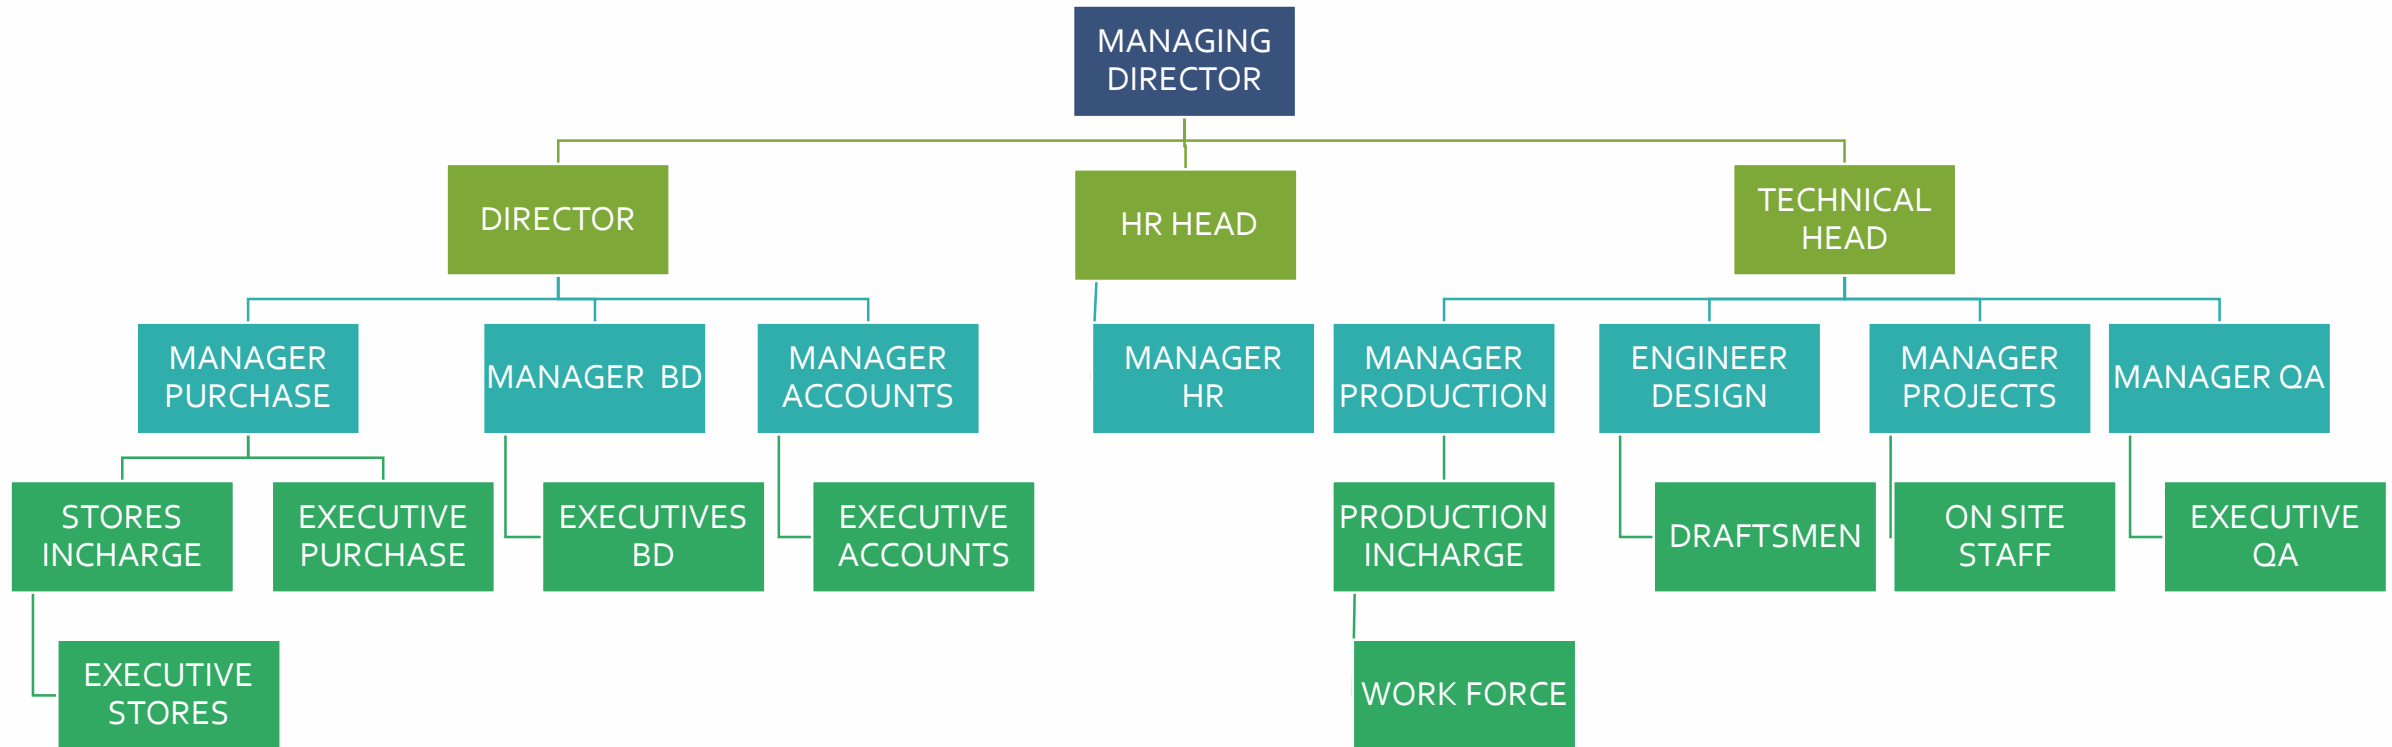 MANAGING
DIRECTOR
DIRECTOR
HR HEAD
TECHNICAL
HEAD
MANAGER
PURCHASE
MANAGER  BD
MANAGER
ACCOUNTS
MANAGER
HR
MANAGER
PRODUCTION
ENGINEER
DESIGN
MANAGER
PROJECTS
MANAGER QA
STORES
INCHARGE
EXECUTIVE
PURCHASE
EXECUTIVES
BD
EXECUTIVE
ACCOUNTS
PRODUCTION
INCHARGE
DRAFTSMEN
ON SITE
STAFF
EXECUTIVE
QA
EXECUTIVE
STORES
WORK FORCE